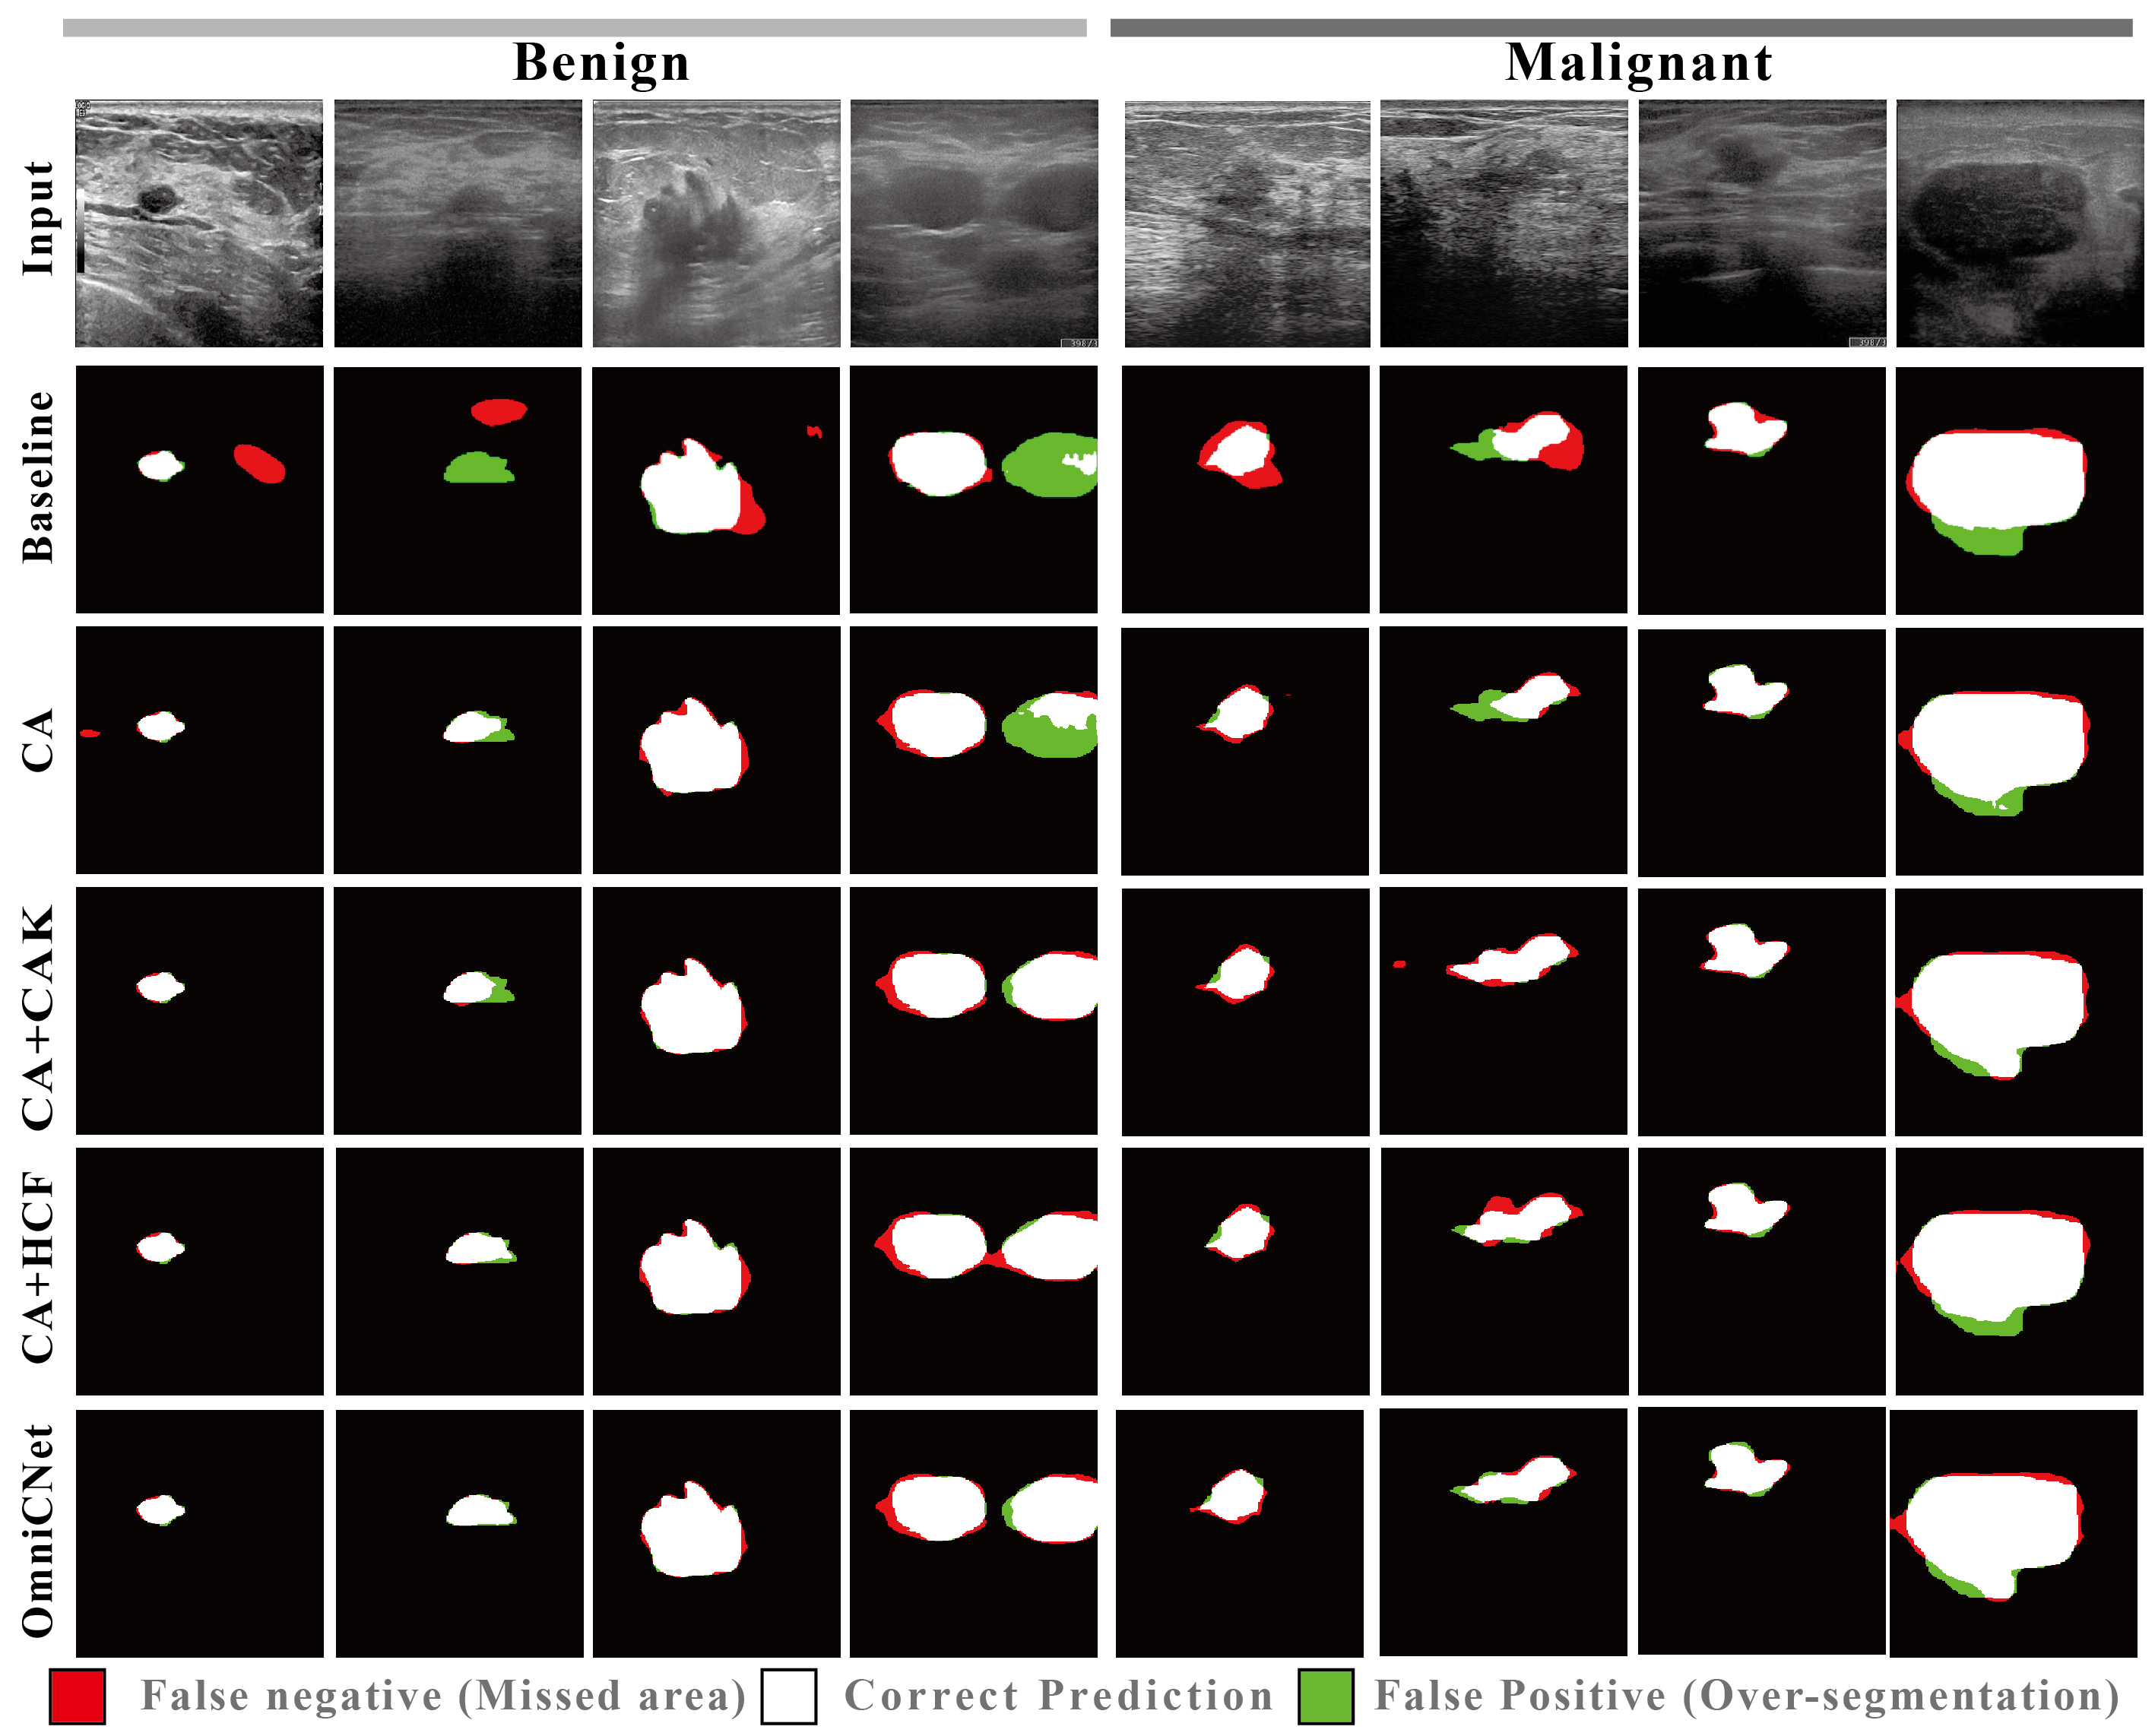 Benign
Malignant
Input
Baseline
CA
CA+CAK
CA+HCF
OmniCNet
False negative (Missed area)
Correct Prediction
False Positive (Over-segmentation)